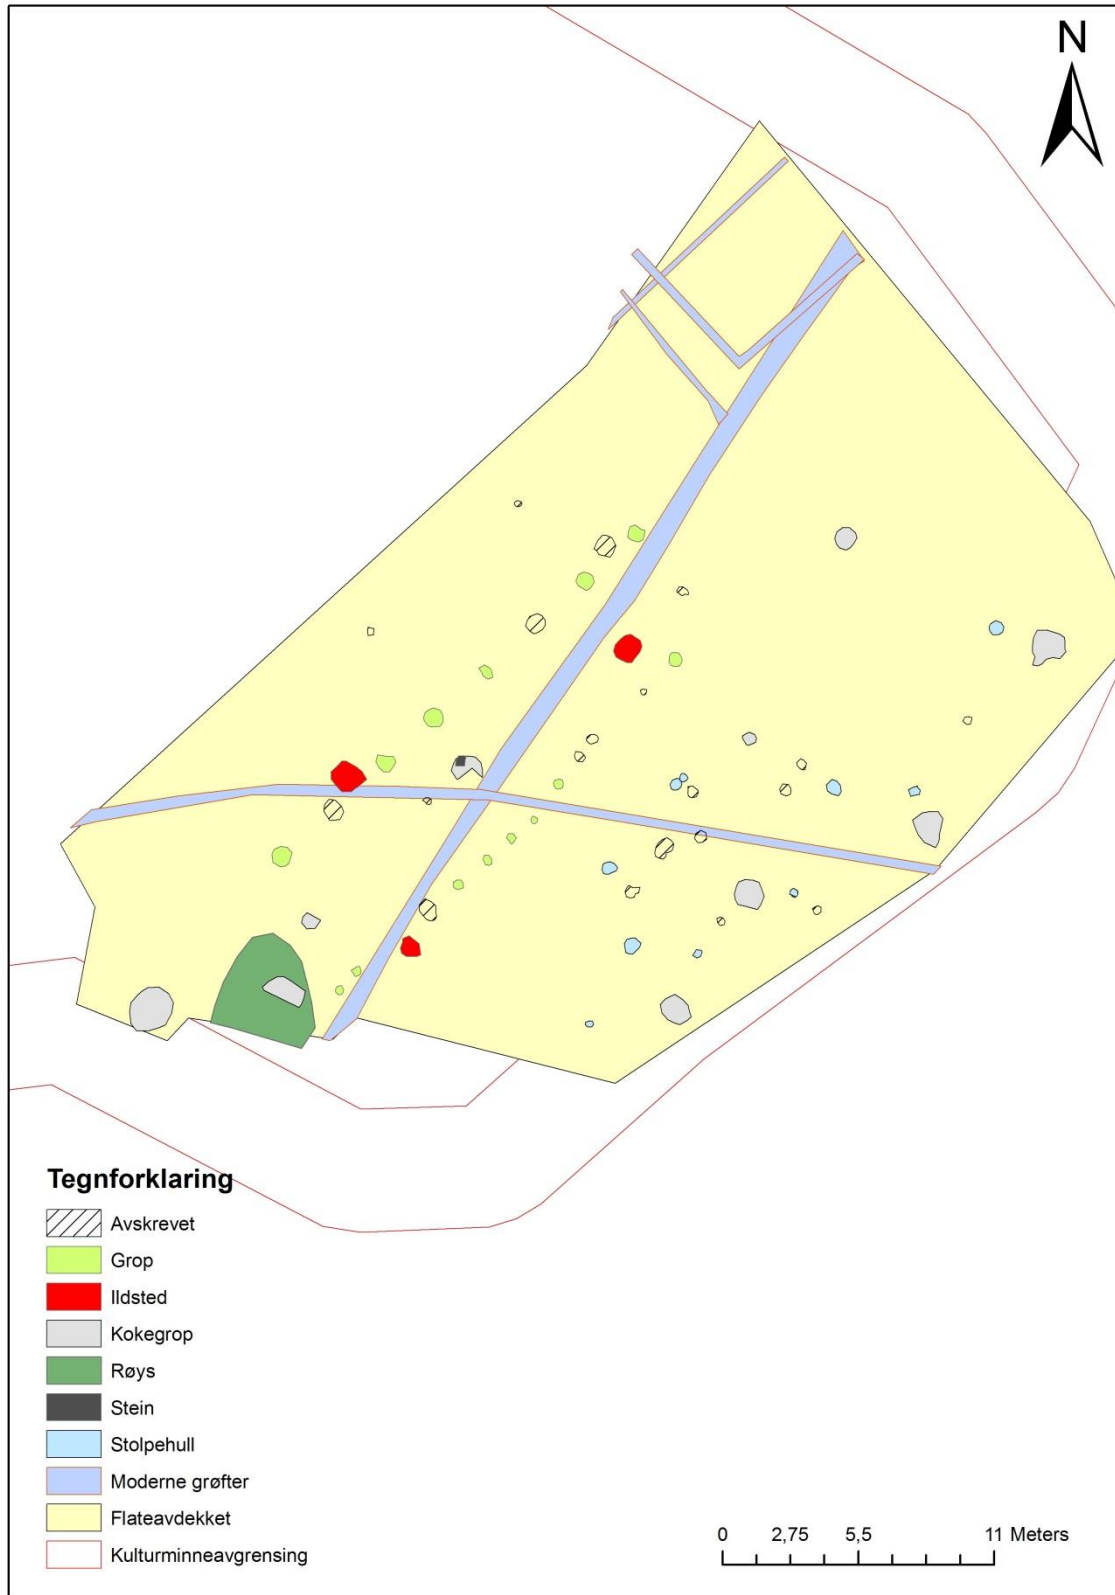 N
Tegnforklaring
Avskrevet
Grop
Ildsted
Kokegrop
Røys
Stein
Stolpehull
Moderne grøfter
Flateavdekket
Kulturminneavgrensing
0 2,75 5,5 11 Meters